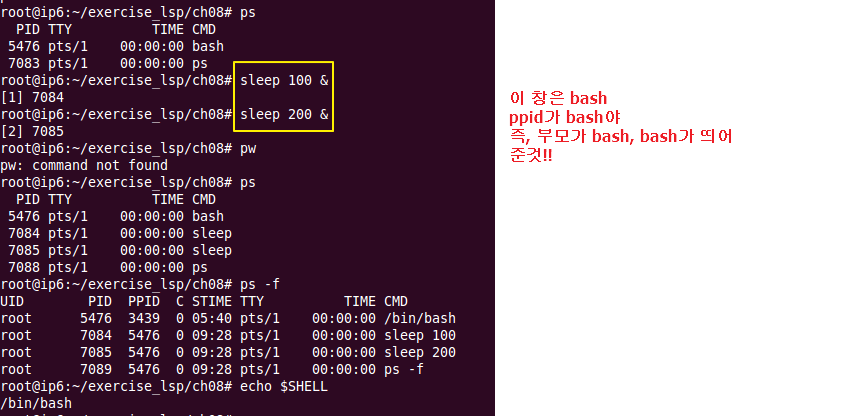 root@ip6:~/exercise_lsp/ch08# ps
  PID TTY          TIME CMD
 5476 pts/1    00:00:00 bash
 7083 pts/1    00:00:00 ps
root@ip6:~/exercise_lsp/ch08# sleep 100 &
[1] 7084
root@ip6:~/exercise_lsp/ch08# sleep 200 &
[2] 7085
root@ip6:~/exercise_lsp/ch08# pw
pw: command not found
root@ip6:~/exercise_lsp/ch08# ps
  PID TTY          TIME CMD
 5476 pts/1    00:00:00 bash
 7084 pts/1    00:00:00 sleep
 7085 pts/1    00:00:00 sleep
 7088 pts/1    00:00:00 ps
root@ip6:~/exercise_lsp/ch08# ps -f
UID        PID  PPID  C STIME TTY          TIME CMD
root      5476  3439  0 05:40 pts/1    00:00:00 /bin/bash
root      7084  5476  0 09:28 pts/1    00:00:00 sleep 100
root      7085  5476  0 09:28 pts/1    00:00:00 sleep 200
root      7089  5476  0 09:28 pts/1    00:00:00 ps -f
root@ip6:~/exercise_lsp/ch08# echo $SHELL
/bin/bash
이 창은 bash
ppid가 bash야
즉, 부모가 bash, bash가 띄어
준것!!